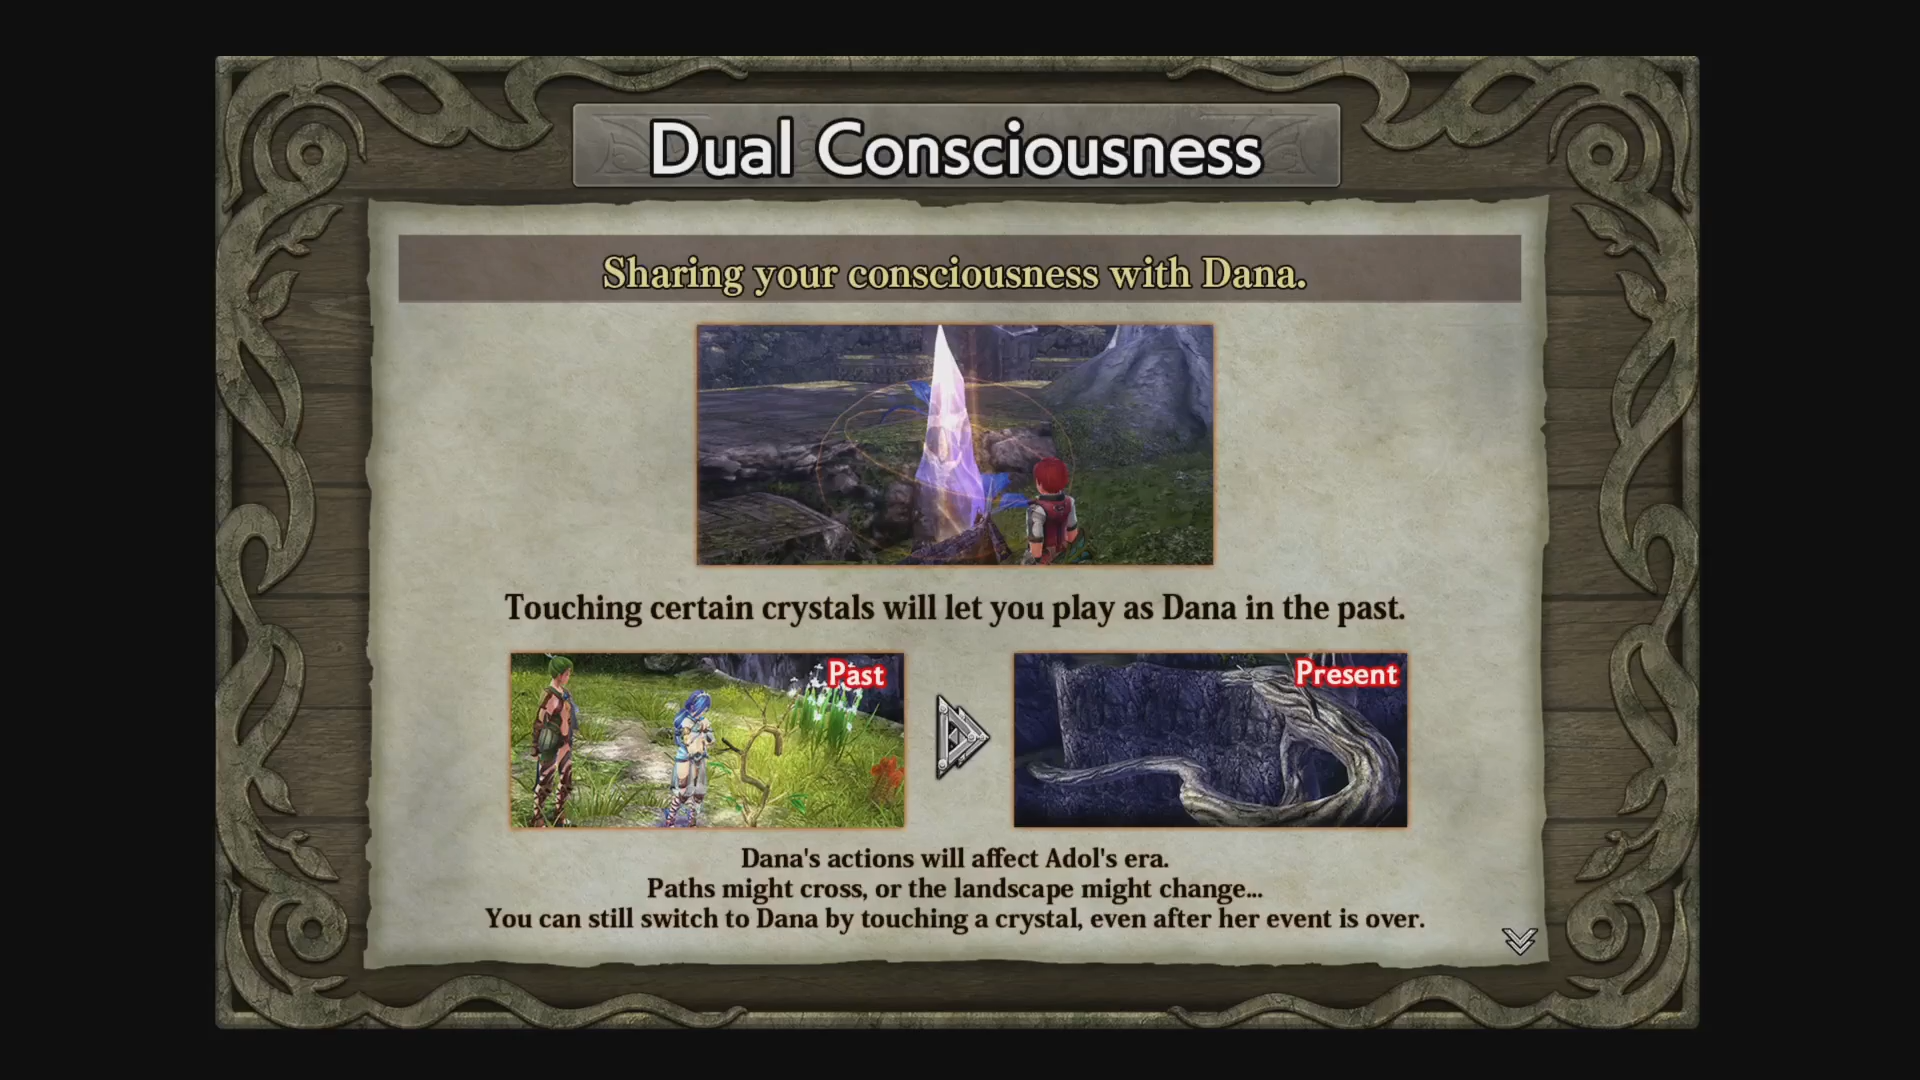 Dual Consciousness
Sharing your consciousness with Dana.
Touching certain crystals will let you play as Dana in the past.
Past
Present
Dana's actions will affect Adol's era.
Paths might cross, or the landscape might change...
You can still switch to Dana by touching a crystal, even after her event is over.